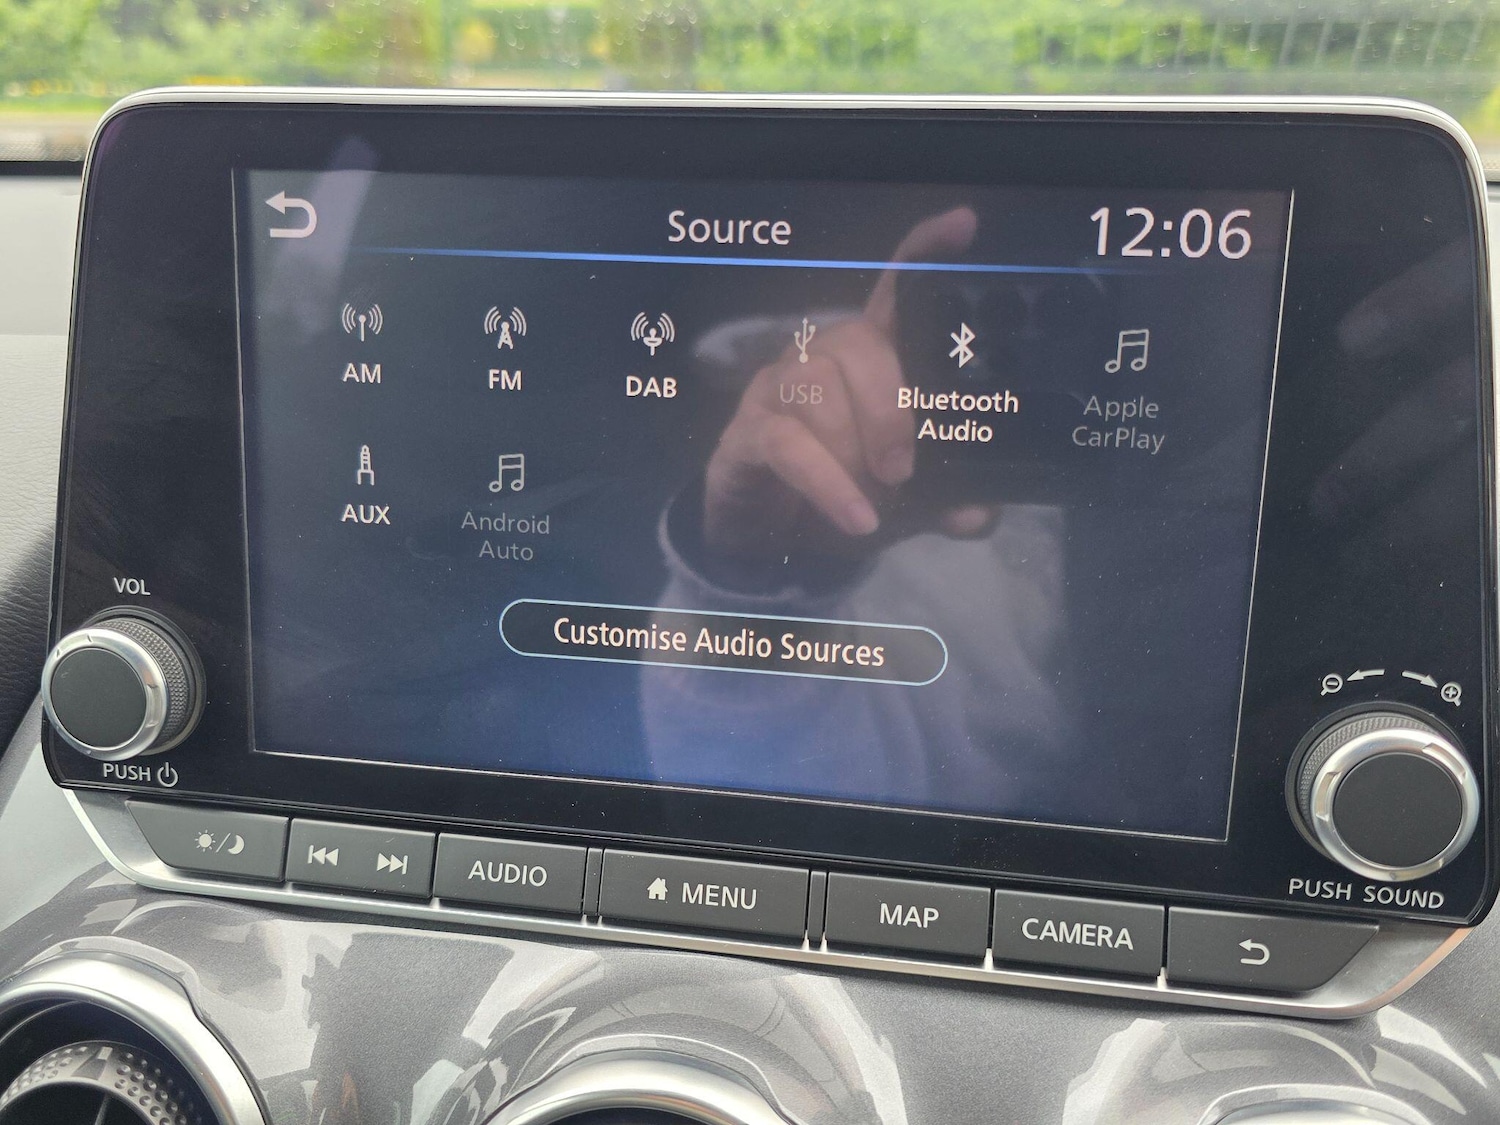 Source
12:06
AM
FM
DAB
USB
Bluetooth
Audio
Apple
CarPlay
AUX
Android
Auto
Customise Audio Sources
VOL
PUSH
PUSH SOUND
AUDIO
MENU
MAP
CAMERA